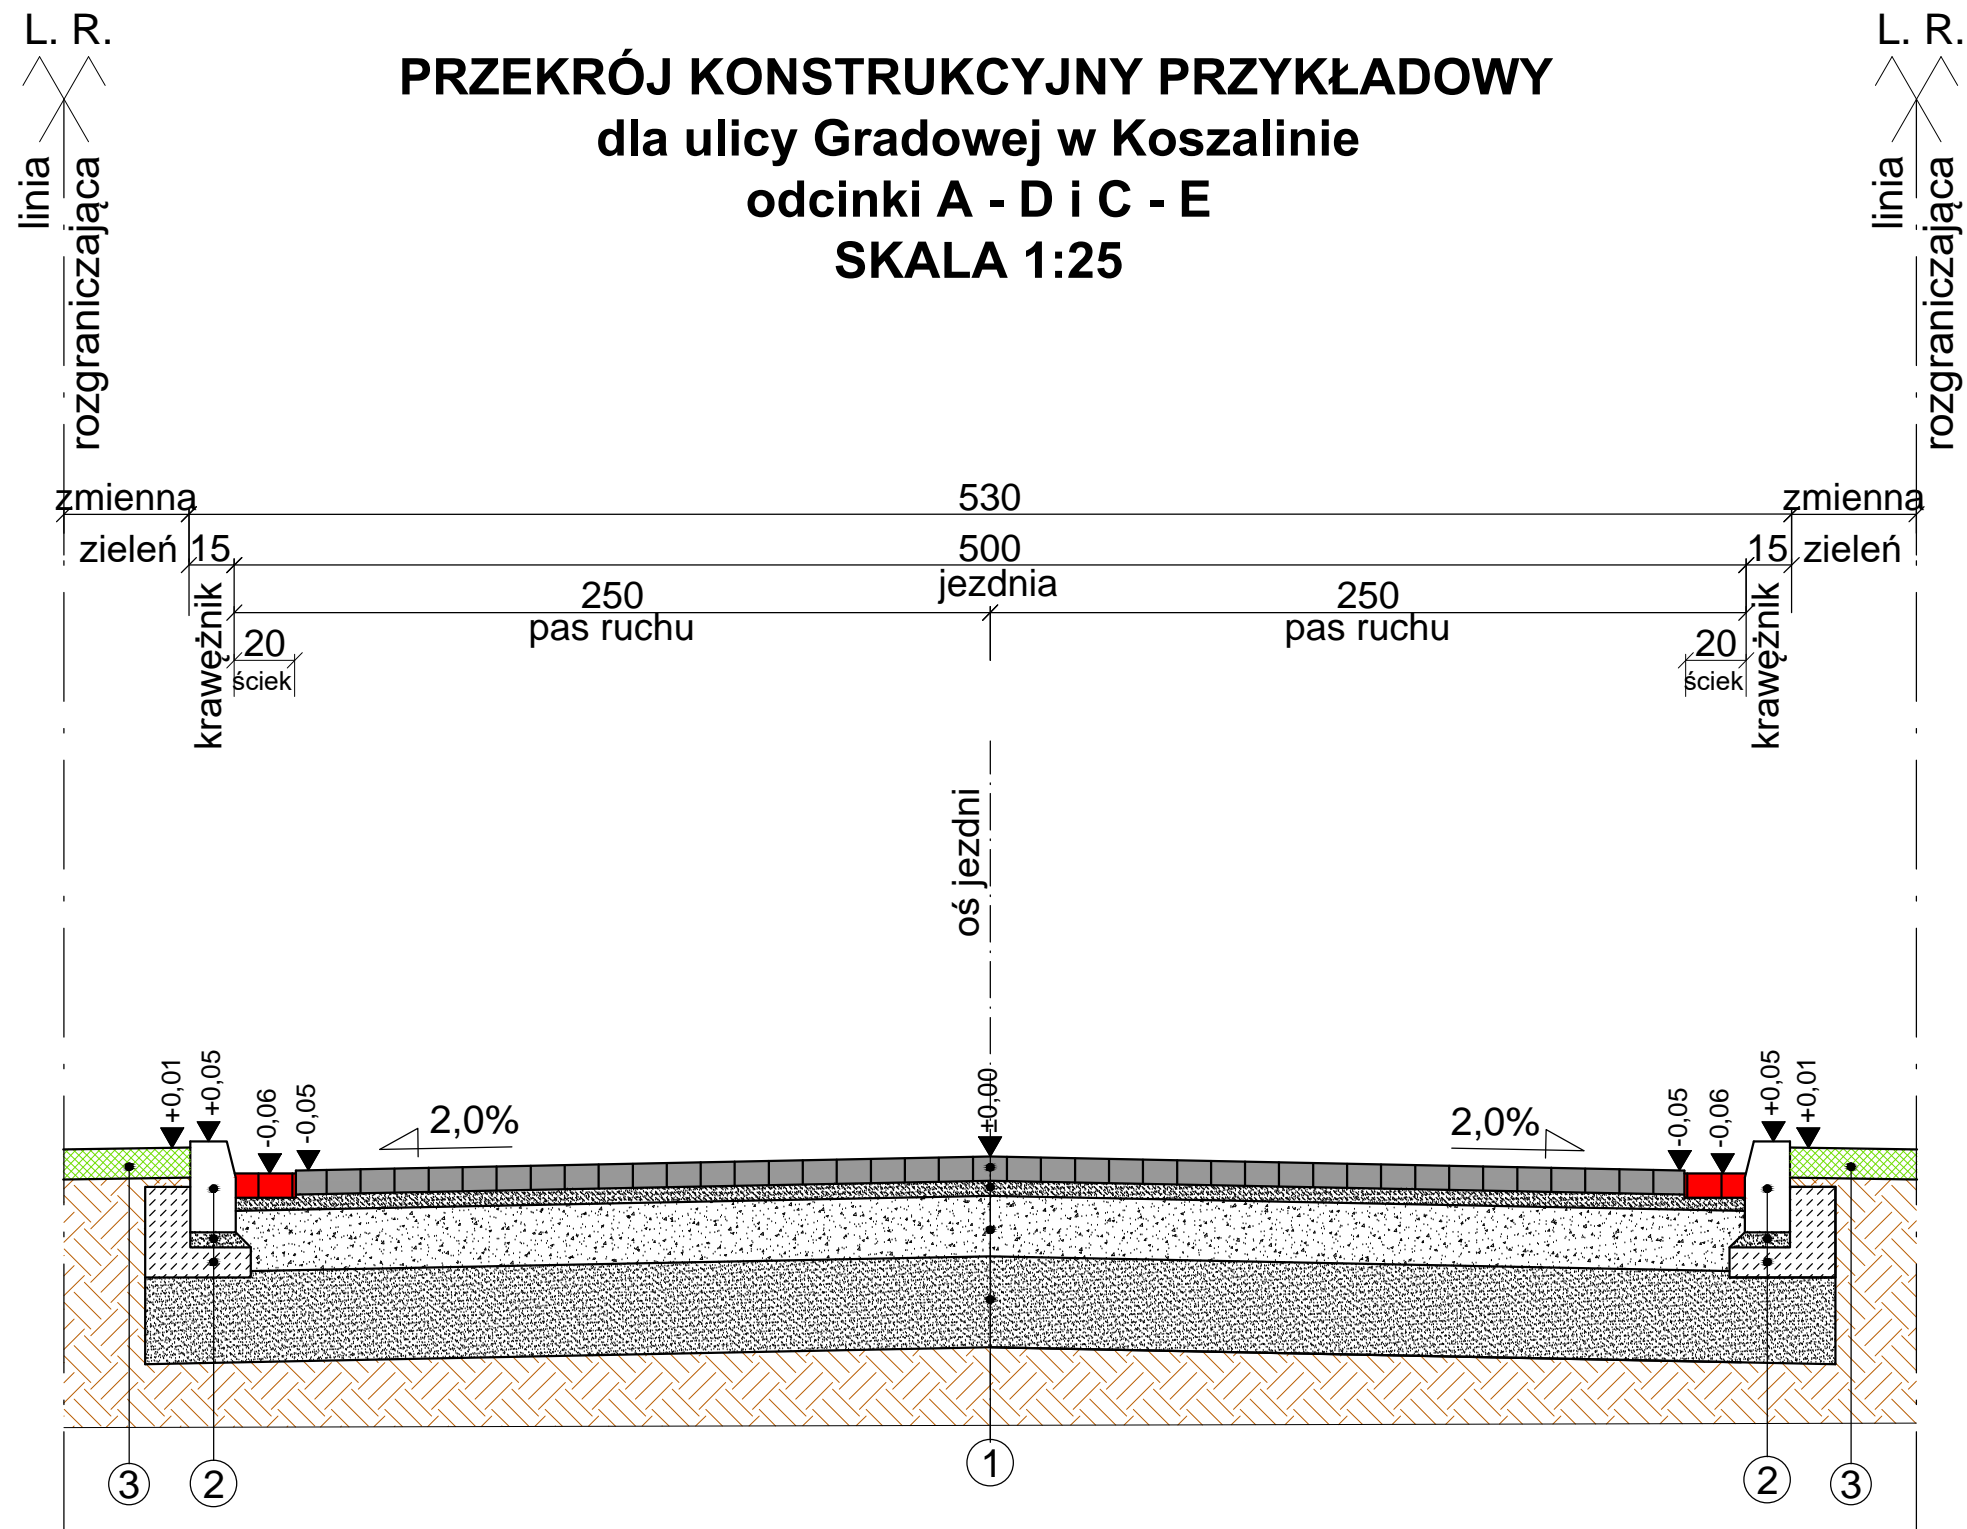 L. R.
L. R.
PRZEKRÓJ KONSTRUKCYJNY PRZYKŁADOWY
dla ulicy Gradowej w Koszalinie
odcinki A - D i C - E
SKALA 1:25
linia
rozgraniczająca
linia
rozgraniczająca
zmienna
530
zmienna
zieleń
15
500
15
zieleń
jezdnia
krawężnik
250
250
krawężnik
pas ruchu
pas ruchu
20
20
ściek
ściek
oś jezdni
+0,01
+0,05
-0,06
-0,05
2,0%
±0,00
2,0%
-0,05
-0,06
+0,05
+0,01
3
2
1
2
3